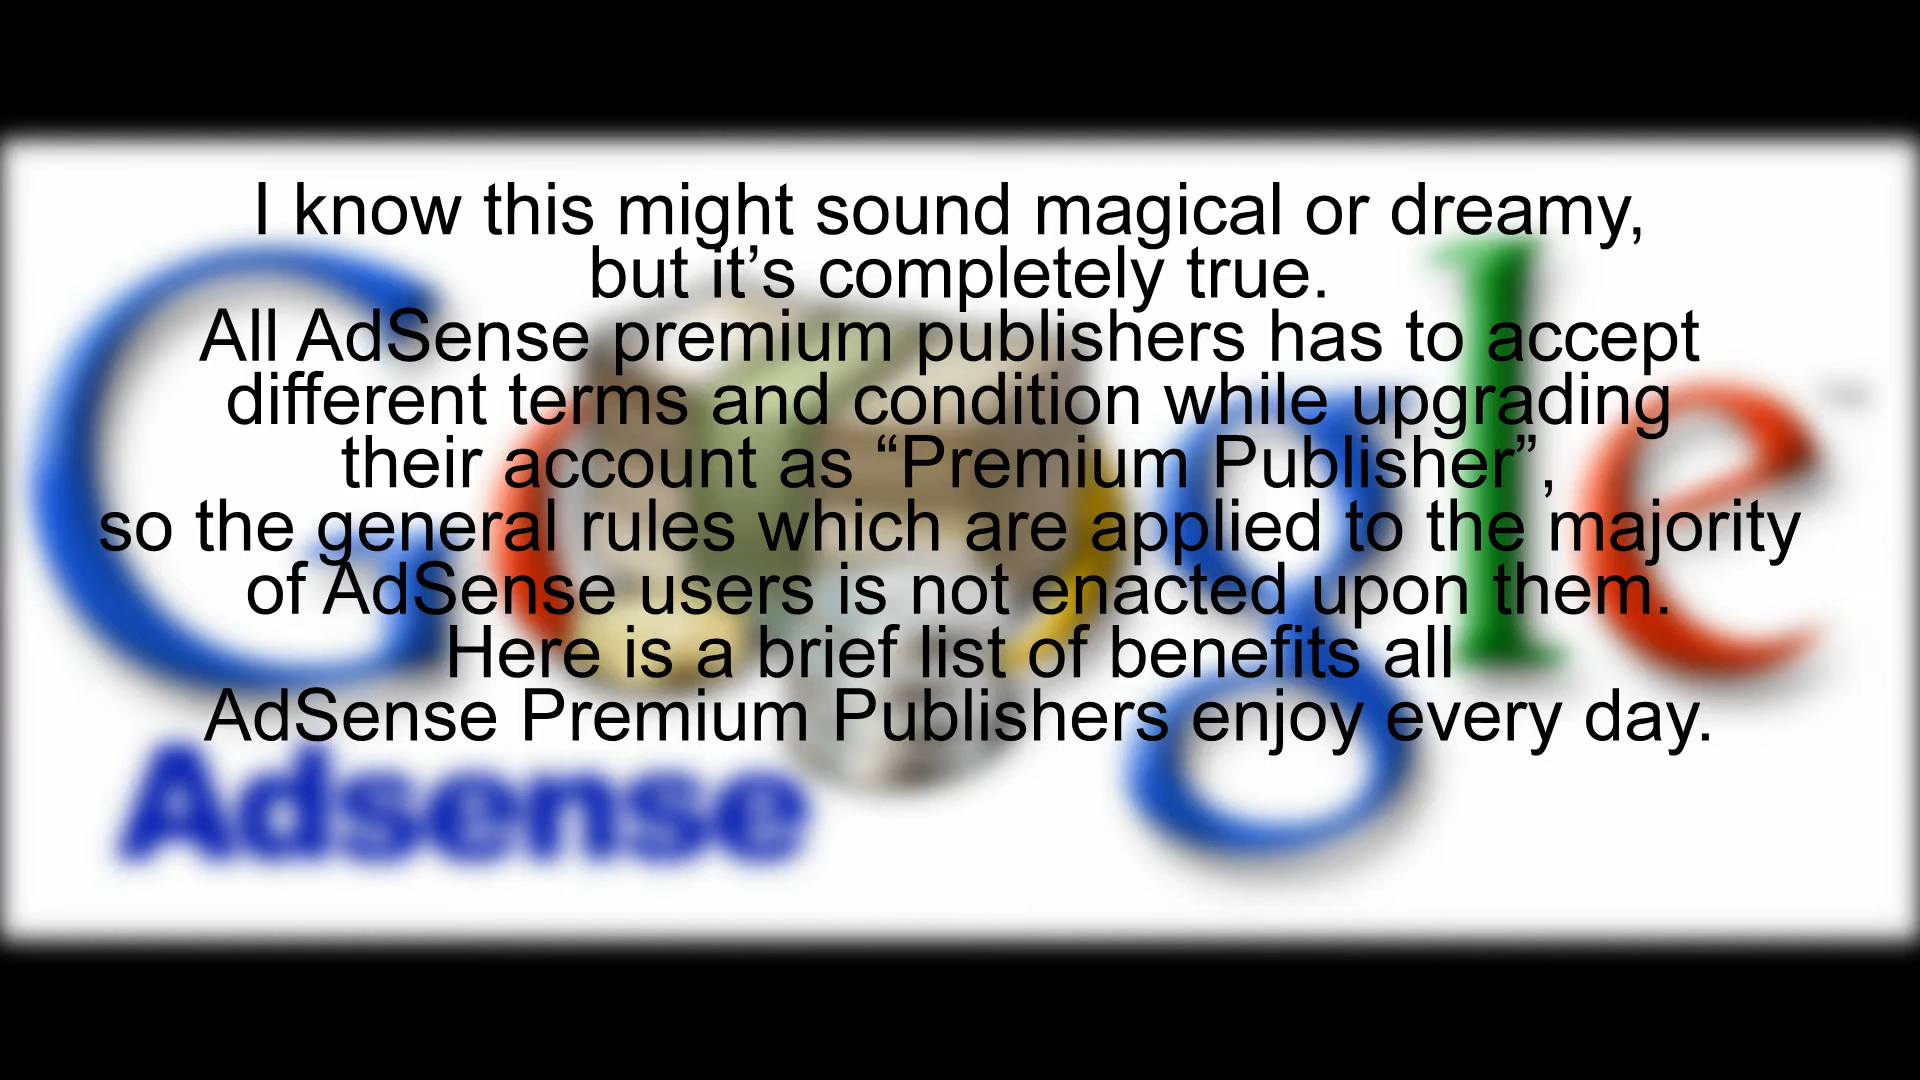 I know this might sound magical or dreamy,
but it’s completely true.
All AdSense premium publishers has to accept
different terms and condition while upgrading
their account as “Premium Publisher”,
so the general rules which are applied to the majority
of AdSense users is not enacted upon them.
Here is a brief list of benefits all
AdSense Premium Publishers enjoy every day.
Google
Adsense